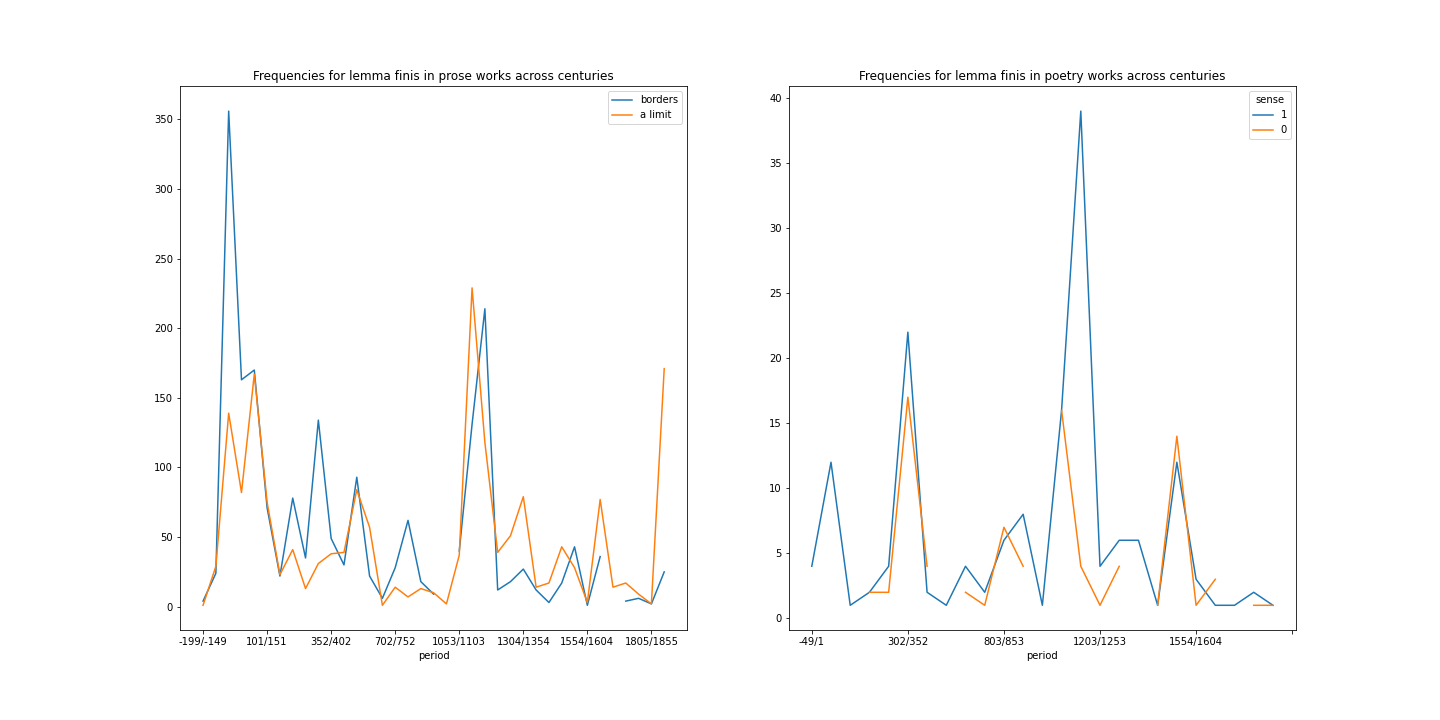 Frequencies for lemma finis in prose works across centuries
borders
a limit
350
300
250
200
150
100
50
0
-199/-149 101/151 352/402 702/752 1053/1103 1304/1354 1554/1604 1805/1855
period
Frequencies for lemma finis in poetry works across centuries
sense
1
0
40
35
30
25
20
15
10
5
0
-49/1 302/352 803/853 1203/1253 1554/1604
period